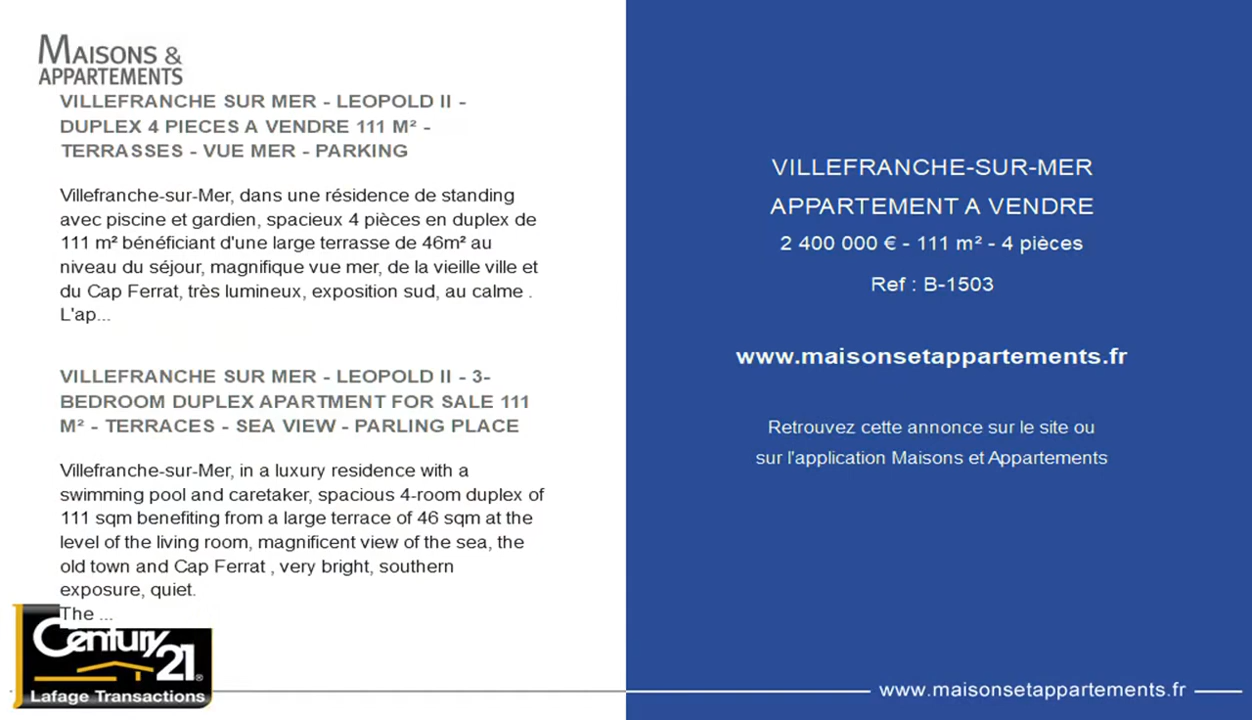 MAISONS &
APPARTEMENTS
VILLEFRANCHE SUR MER - LEOPOLD II -
DUPLEX 4 PIECES A VENDRE 111 M² -
TERRASSES - VUE MER - PARKING
Villefranche-sur-Mer, dans une résidence de standing
avec piscine et gardien, spacieux 4 pièces en duplex de
111 m² bénéficiant d'une large terrasse de 46m² au
niveau du séjour, magnifique vue mer, de la vieille ville et
du Cap Ferrat, très lumineux, exposition sud, au calme .
L'ap...
VILLEFRANCHE SUR MER - LEOPOLD II - 3-
BEDROOM DUPLEX APARTMENT FOR SALE 111
M² - TERRACES - SEA VIEW - PARLING PLACE
Villefranche-sur-Mer, in a luxury residence with a
swimming pool and caretaker, spacious 4-room duplex of
111 sqm benefiting from a large terrace of 46 sqm at the
level of the living room, magnificent view of the sea, the
old town and Cap Ferrat , very bright, southern
exposure, quiet.
The ...
Century
21®
Lafage Transactions
VILLEFRANCHE-SUR-MER
APPARTEMENT A VENDRE
2 400 000 € - 111 m² - 4 pièces
Ref : B-1503
www.maisonsetappartements.fr
Retrouvez cette annonce sur le site ou
sur l'application Maisons et Appartements
www.maisonsetappartements.fr